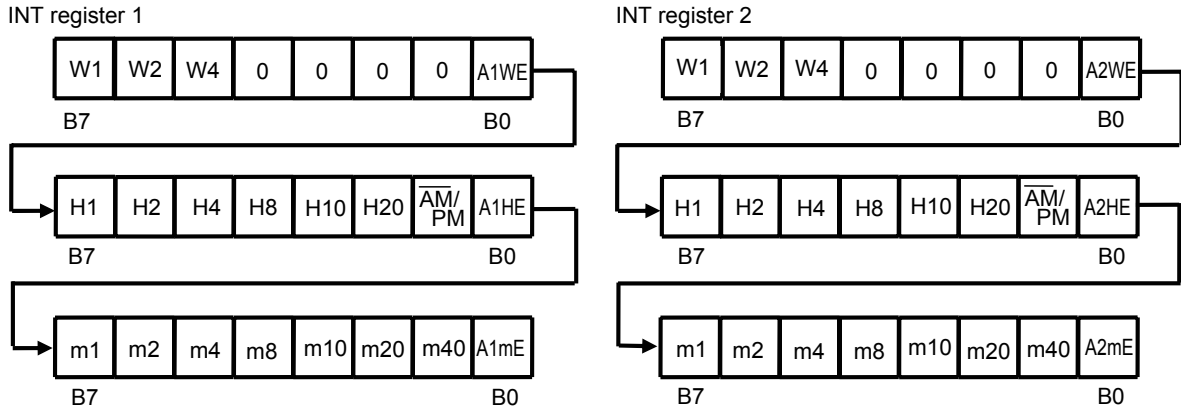 INT register 1
W1 W2 W4 0 0 0 0 A1WE
B7 B0
H1 H2 H4 H8 H10 H20 A̅M̅/ PM A1HE
B7 B0
m1 m2 m4 m8 m10 m20 m40 A1mE
B7 B0
INT register 2
W1 W2 W4 0 0 0 0 A2WE
B7 B0
H1 H2 H4 H8 H10 H20 A̅M̅/ PM A2HE
B7 B0
m1 m2 m4 m8 m10 m20 m40 A2mE
B7 B0